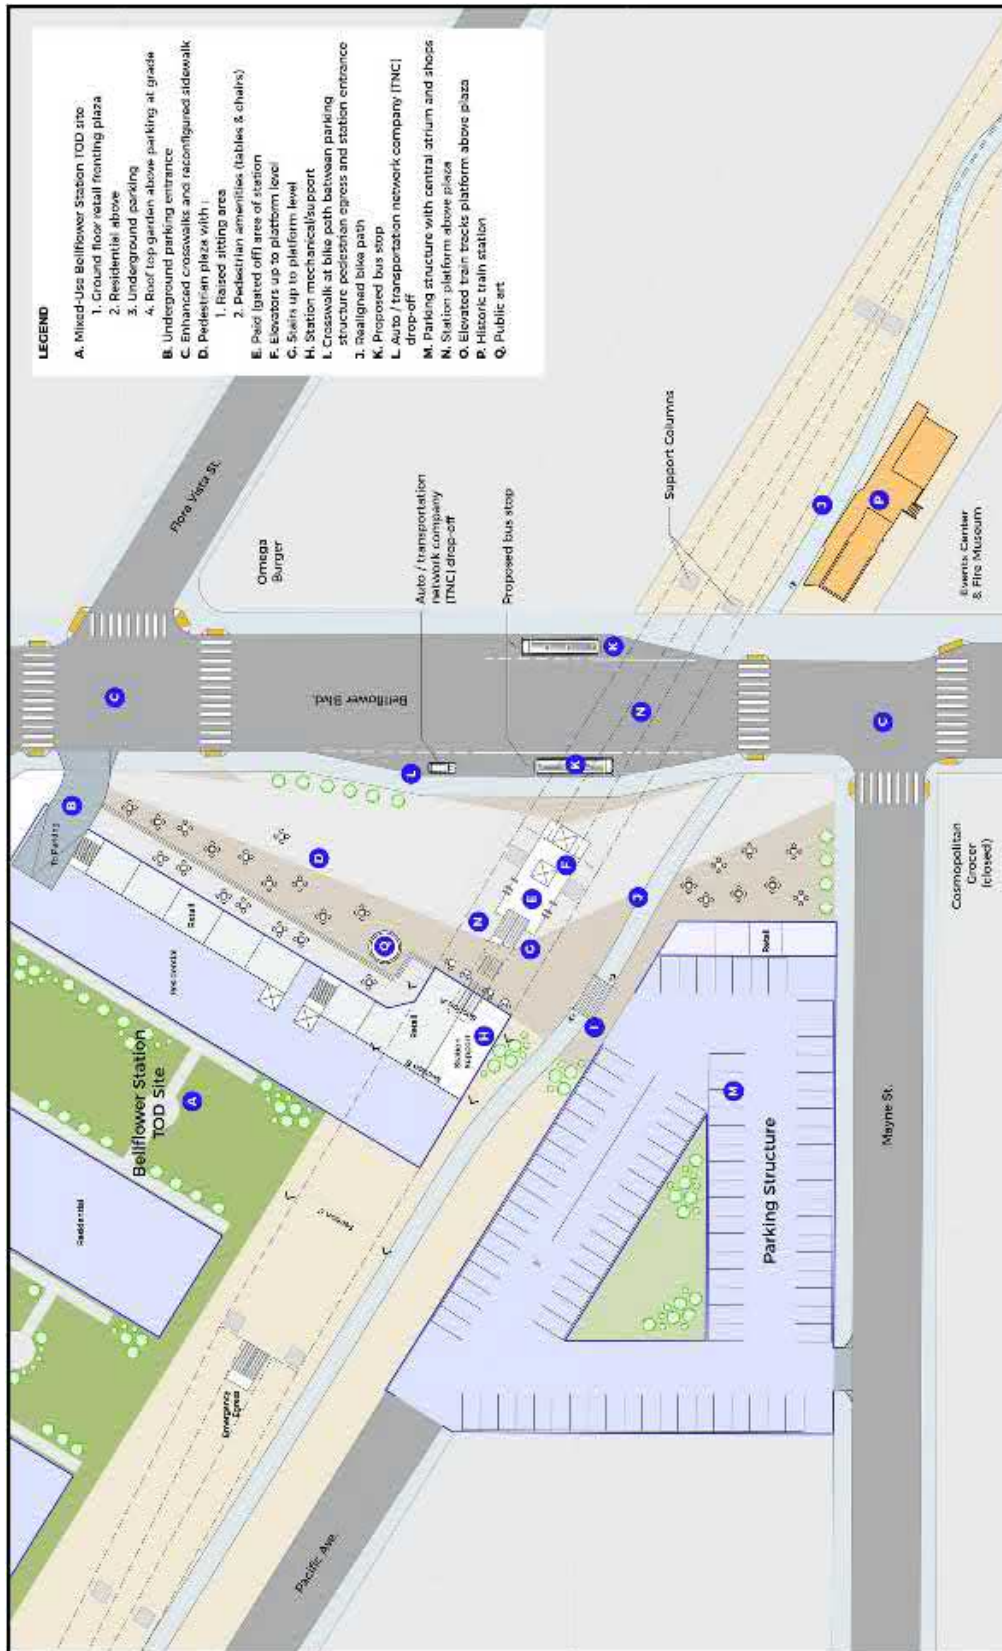 LEGEND
A. Mixed-Use Bellflower Station TOD site
1. Ground floor retail fronting plaza
2. Residential above
3. Underground parking
4. Roof top garden above parking at grade
B. Underground parking entrance
C. Enhanced crosswalks and reconfigured sidewalk
D. Pedestrian plaza with :
1. Raised sitting area
2. Pedestrian amenities (tables & chairs)
E. Paid (gated off) area of station
F. Elevators up to platform level
G. Stairs up to platform level
H. Station mechanical/support
I. Crosswalk at bike path between parking
structure pedestrian egress and station entrance
J. Realigned bike path
K. Proposed bus stop
L. Auto / transportation network company (TNC)
drop-off
M. Parking structure with central atrium and shops
N. Station platform above plaza
O. Elevated train tracks platform above plaza
P. Historic train station
Q. Public art
Flora Vista St.
Omega
Burger
Auto / transportation
network company
(TNC) drop-off
Proposed bus stop
Support Columns
Events Center
& Fire Museum
Bellflower Blvd.
To Parking
Retail
Residential
Bellflower Station
TOD Site
Residential
Retail
Section A
Section B
Station
Support
Emergency
Egress
Pacific Ave.
Parking Structure
Retail
Mayne St.
Cosmopolitan
Grocer
(closed)
C
B
L
K
K
N
C
J
P
D
Q
N
E
F
G
H
I
J
A
M